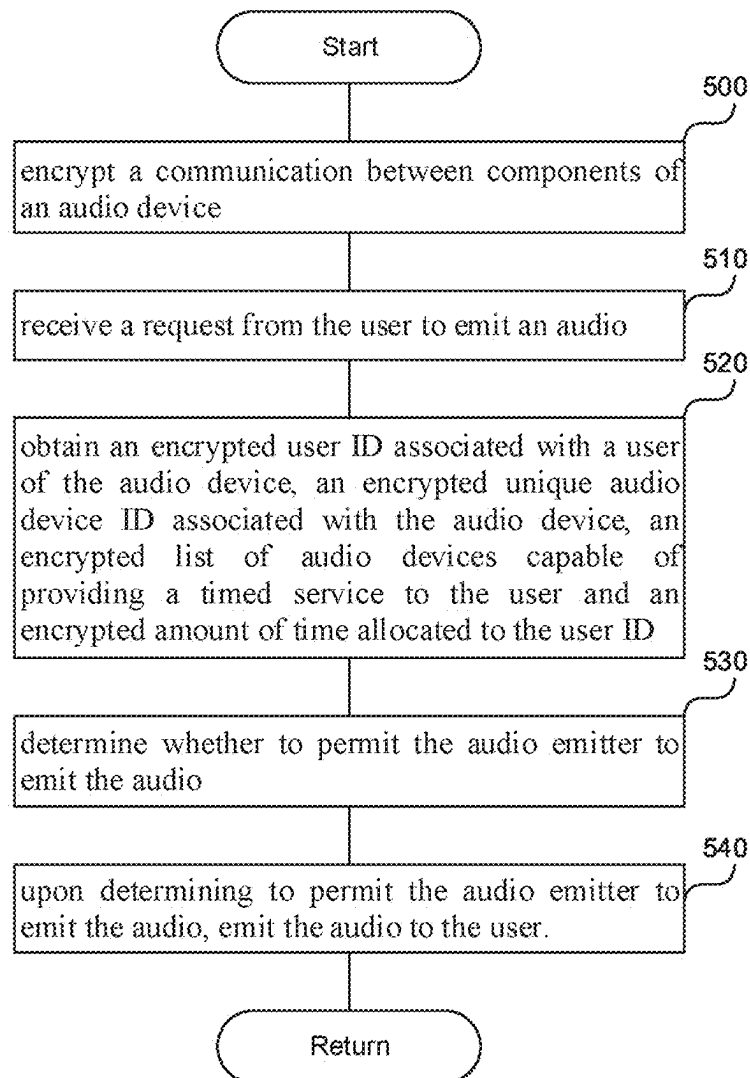 Start
500
encrypt a communication between components of
an audio device
510
receive a request from the user to emit an audio
520
obtain an encrypted user ID associated with a user
of the audio device, an encrypted unique audio
device ID associated with the audio device, an
encrypted list of audio devices capable of
providing a timed service to the user and an
encrypted amount of time allocated to the user ID
530
determine whether to permit the audio emitter to
emit the audio
540
upon determining to permit the audio emitter to
emit the audio, emit the audio to the user.
Return